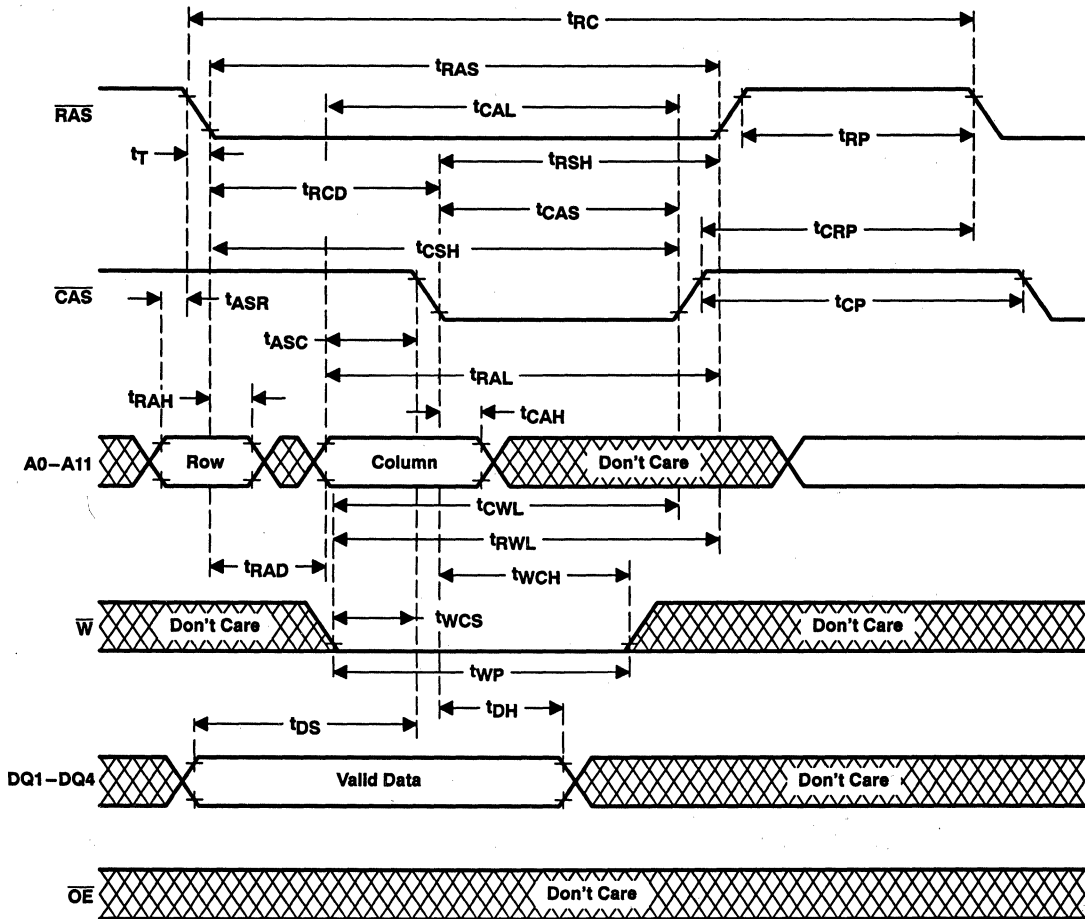 tRC
tRAS
tCAL
RAS
tRP
tT
tRSH
tRCD
tCAS
tCRP
tCSH
CAS
tASR
tCP
tASC
tRAL
tRAH
tCAH
A0–A11 Row Column Don't Care
tCWL
tRWL
tRAD
tWCH
W Don't Care tWCS Don't Care
tWP
tDS tDH
DQ1–DQ4 Valid Data Don't Care
OE Don't Care